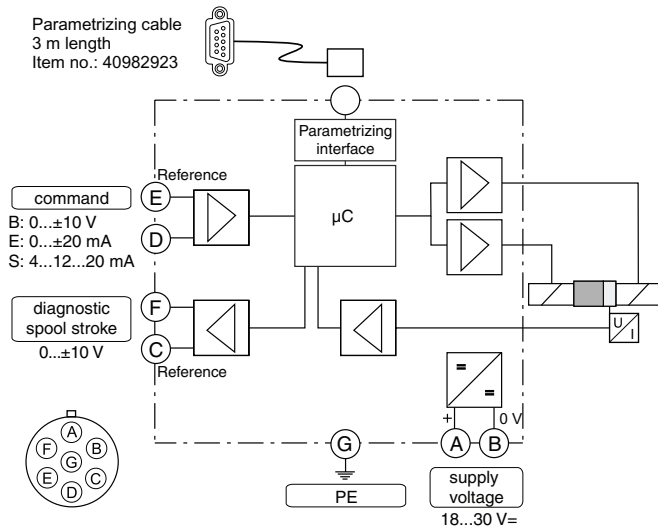 Parametrizing cable
3 m length
Item no.: 40982923
Parametrizing
interface
Reference
command
E
D
B: 0...±10 V
E: 0...±20 mA
S: 4...12...20 mA
µC
diagnostic
spool stroke
0...±10 V
F
C
Reference
U
I
=
=
+
0 V
A
F
B
G
E
C
D
G
A
B
PE
supply
voltage
18...30 V=